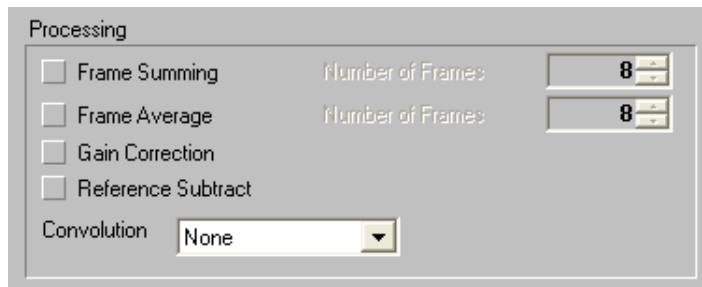 Processing
Frame Summing Number of Frames 8
Frame Average Number of Frames 8
Gain Correction
Reference Subtract
Convolution None